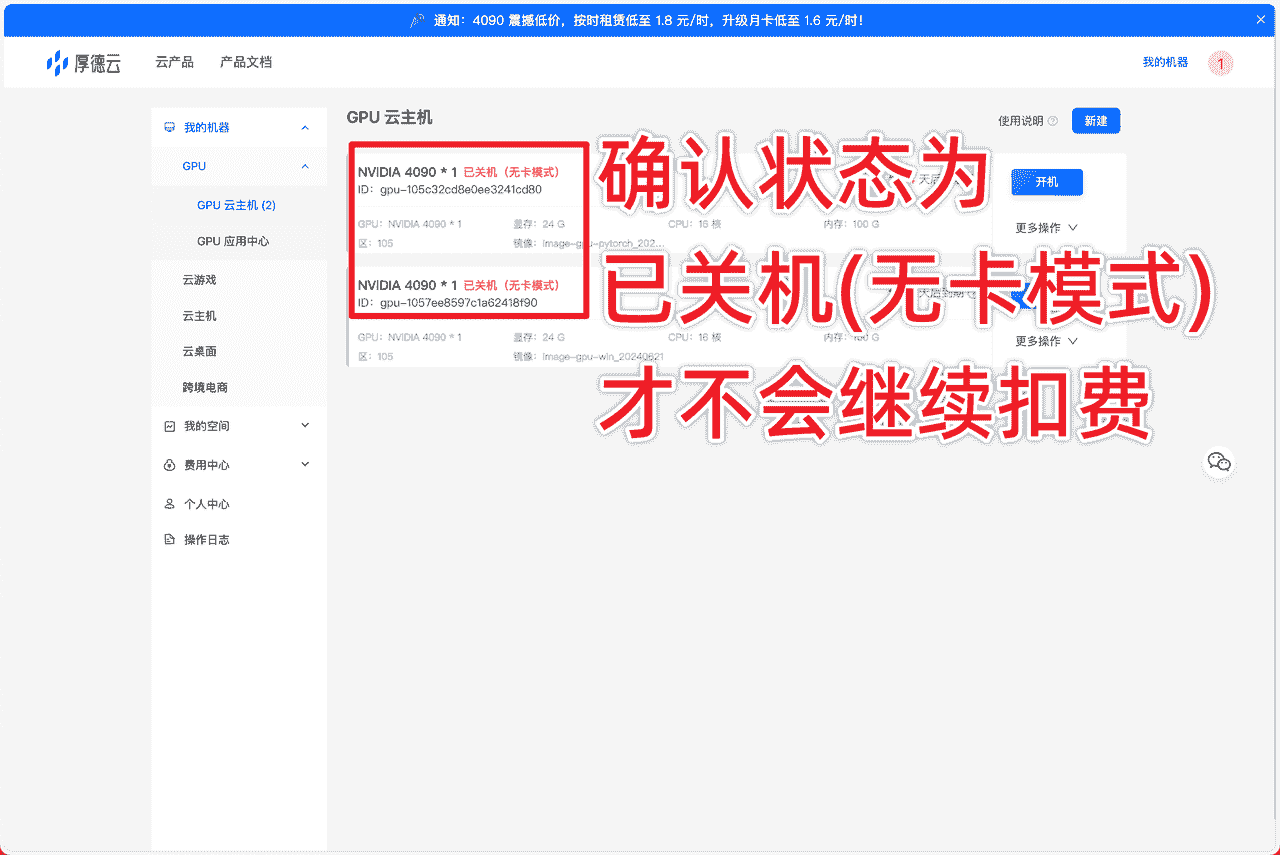 通知：4090 震撼低价，按时租赁低至 1.8 元/时，升级月卡低至 1.6 元/时！
厚德云
云产品
产品文档
我的机器
1
我的机器
GPU
GPU 云主机 (2)
GPU 应用中心
云游戏
云主机
云桌面
跨境电商
我的空间
费用中心
个人中心
操作日志
GPU 云主机
使用说明
新建
NVIDIA 4090 * 1 已关机（无卡模式）
ID：gpu-105c32cd8e0ee3241cd80
开机
GPU：NVIDIA 4090 * 1
显存：24 G
CPU：16 核
内存：100 G
区：105
镜像：image-gpu-pytorch_202...
更多操作
NVIDIA 4090 * 1 已关机（无卡模式）
ID：gpu-1057ee8597c1a62418f90
GPU：NVIDIA 4090 * 1
显存：24 G
CPU：16 核
内存：100 G
区：105
镜像：image-gpu-win_20240621
更多操作
确认状态为
已关机(无卡模式)
才不会继续扣费